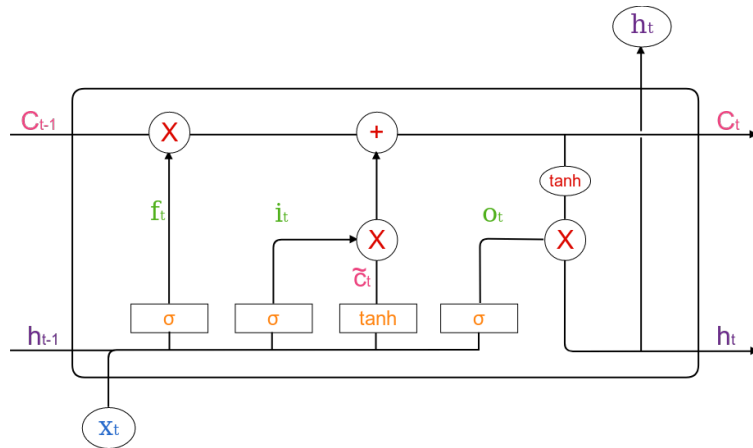 hₜ
Cₜ₋₁ X + Cₜ
tanh
fₜ iₜ oₜ
X X
c̃ₜ
σ σ tanh σ
hₜ₋₁ hₜ
xₜ